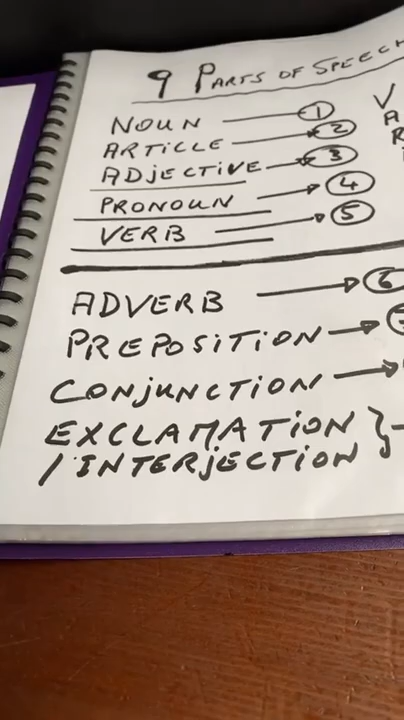 9 PARTS OF SPEECH
NOUN 1
ARTICLE 2
ADJECTIVE 3
PRONOUN 4
VERB 5
ADVERB 6
PREPOSITION
CONJUNCTION
EXCLAMATION
/INTERJECTION
V
A
R